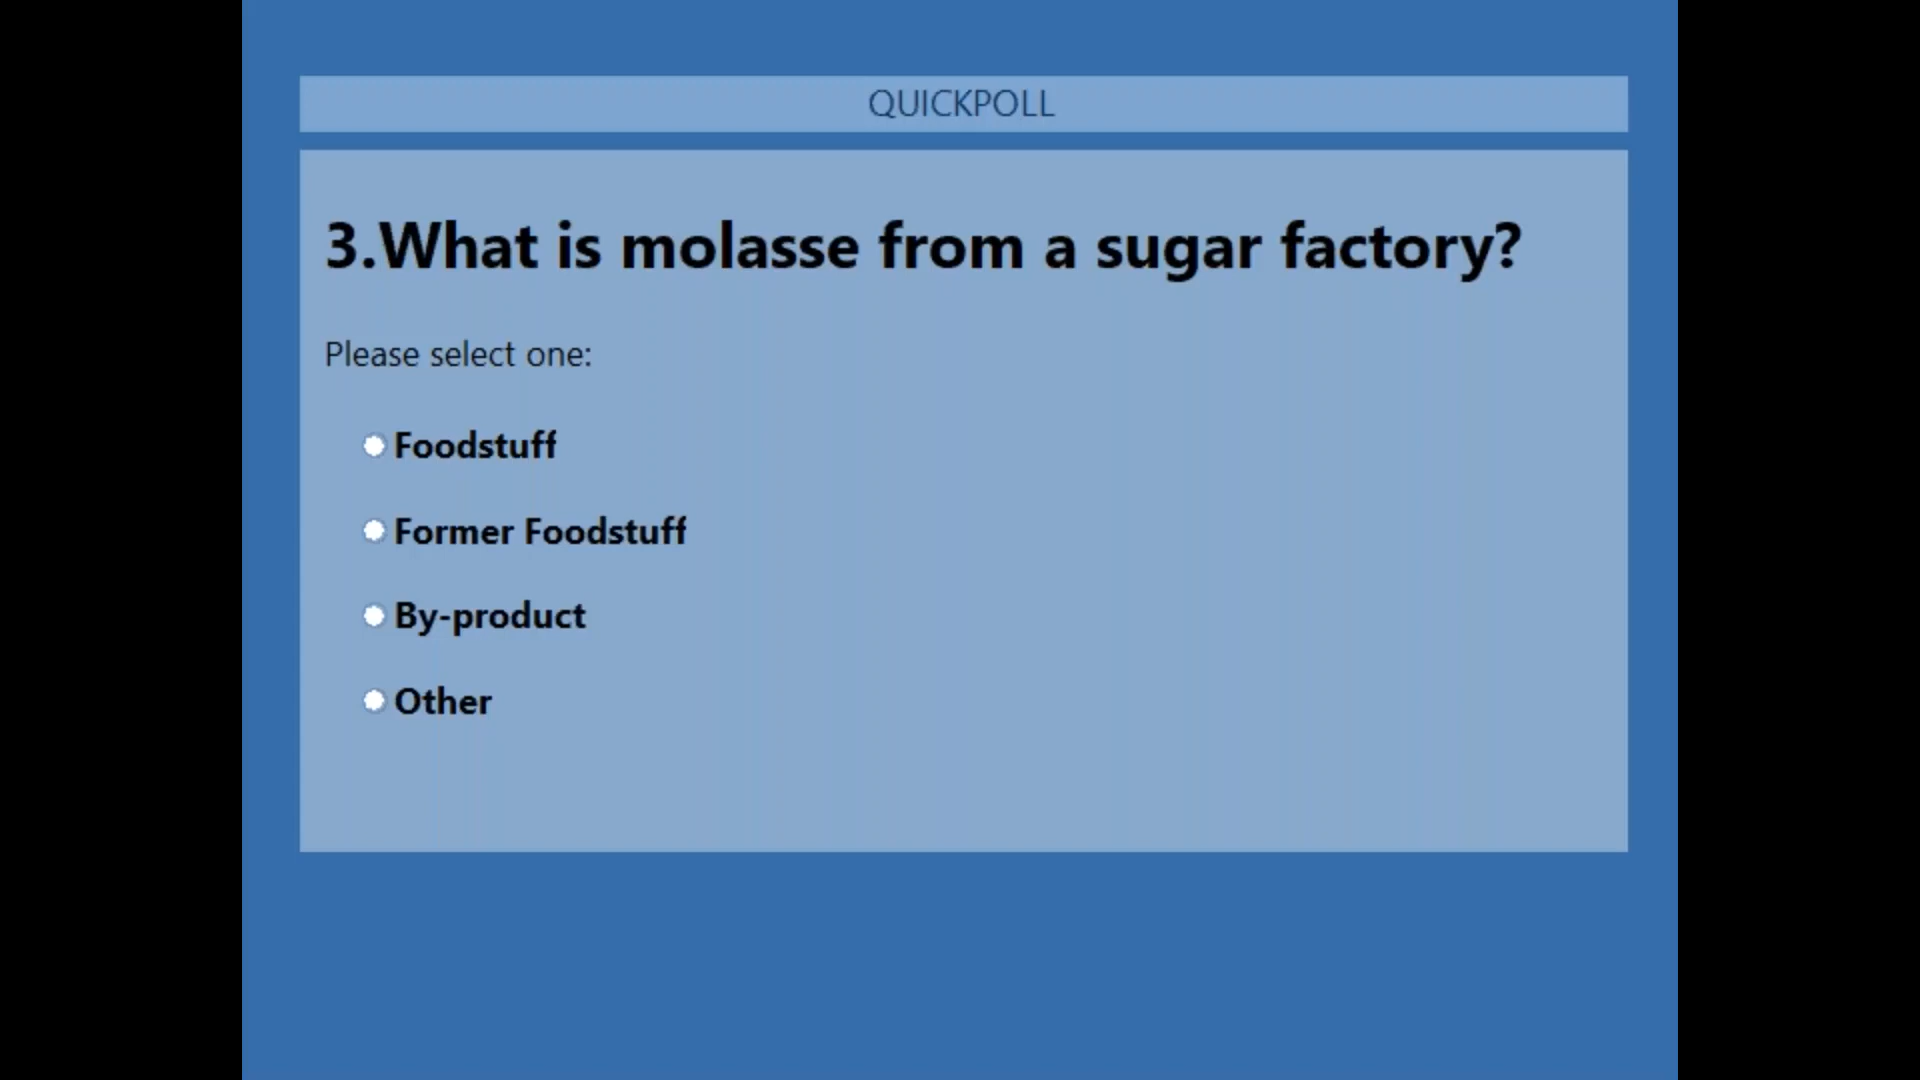 QUICKPOLL
3.What is molasse from a sugar factory?
Please select one:
Foodstuff
Former Foodstuff
By-product
Other